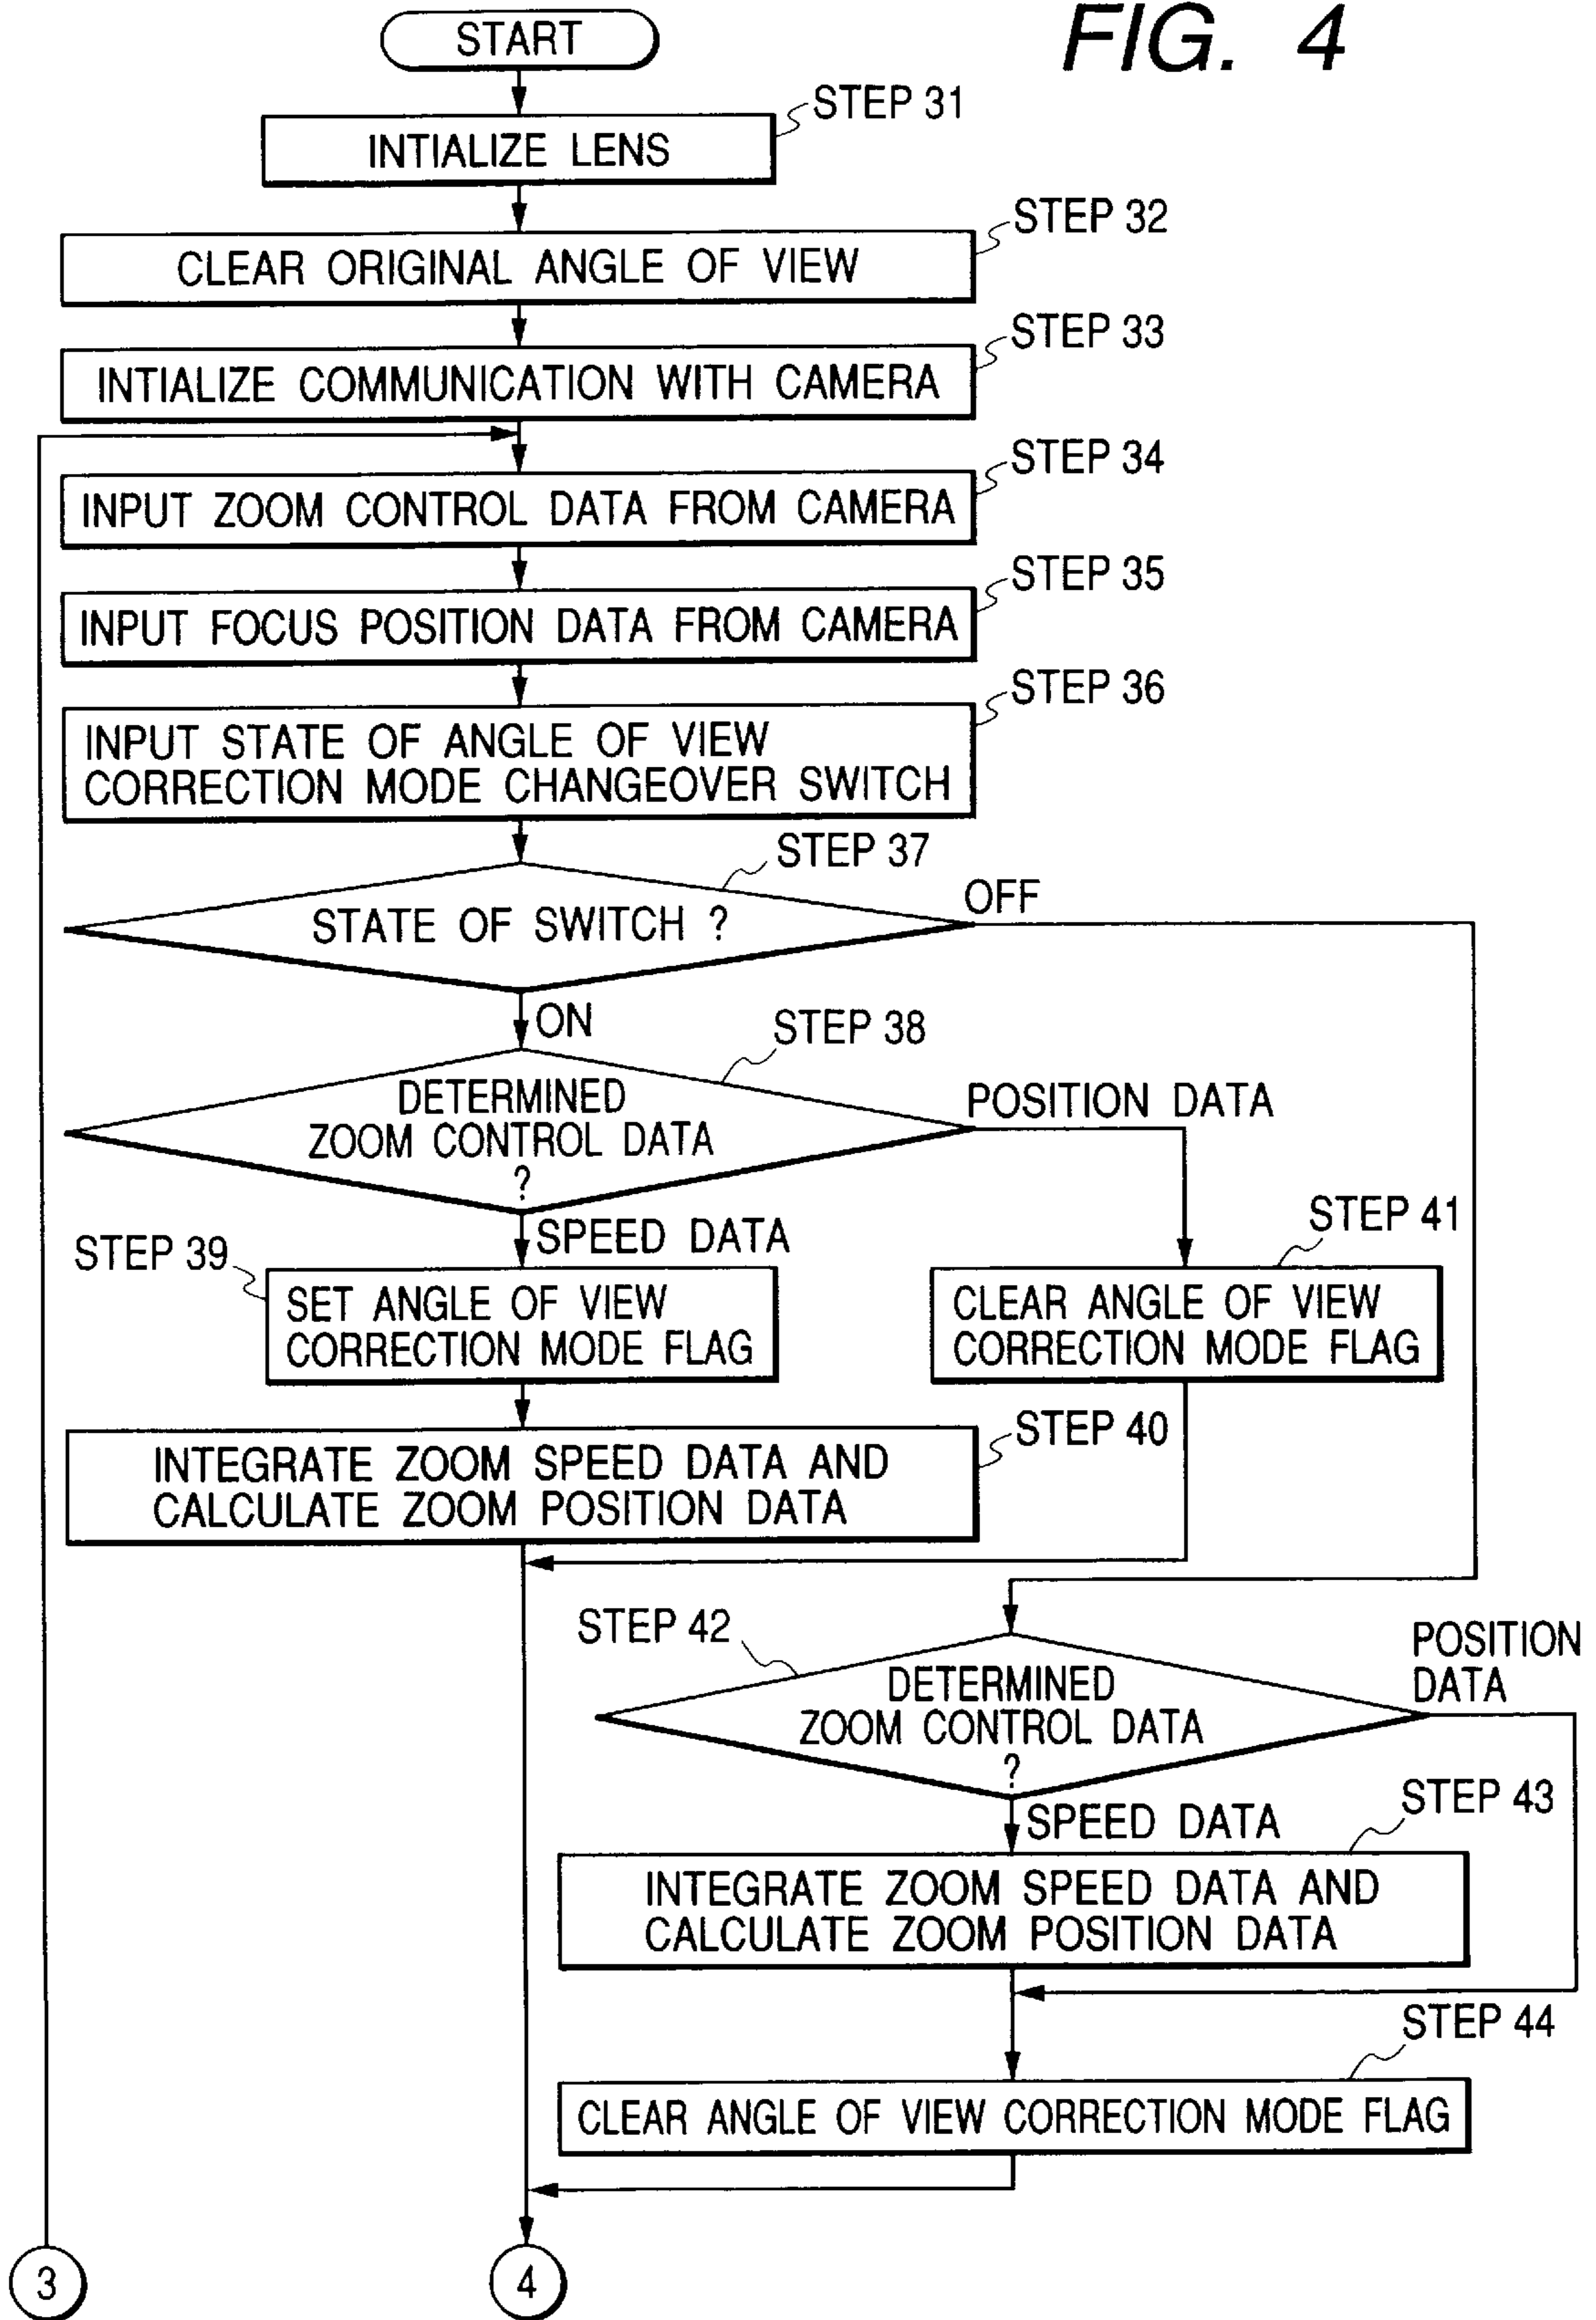 FIG. 4
START
STEP 31
INTIALIZE LENS
STEP 32
CLEAR ORIGINAL ANGLE OF VIEW
STEP 33
INTIALIZE COMMUNICATION WITH CAMERA
STEP 34
INPUT ZOOM CONTROL DATA FROM CAMERA
STEP 35
INPUT FOCUS POSITION DATA FROM CAMERA
STEP 36
INPUT STATE OF ANGLE OF VIEW
CORRECTION MODE CHANGEOVER SWITCH
STEP 37
STATE OF SWITCH ?
OFF
ON
STEP 38
DETERMINED
ZOOM CONTROL DATA
?
POSITION DATA
SPEED DATA
STEP 39
SET ANGLE OF VIEW
CORRECTION MODE FLAG
STEP 41
CLEAR ANGLE OF VIEW
CORRECTION MODE FLAG
STEP 40
INTEGRATE ZOOM SPEED DATA AND
CALCULATE ZOOM POSITION DATA
STEP 42
DETERMINED
ZOOM CONTROL DATA
?
POSITION
DATA
SPEED DATA
STEP 43
INTEGRATE ZOOM SPEED DATA AND
CALCULATE ZOOM POSITION DATA
STEP 44
CLEAR ANGLE OF VIEW CORRECTION MODE FLAG
3
4